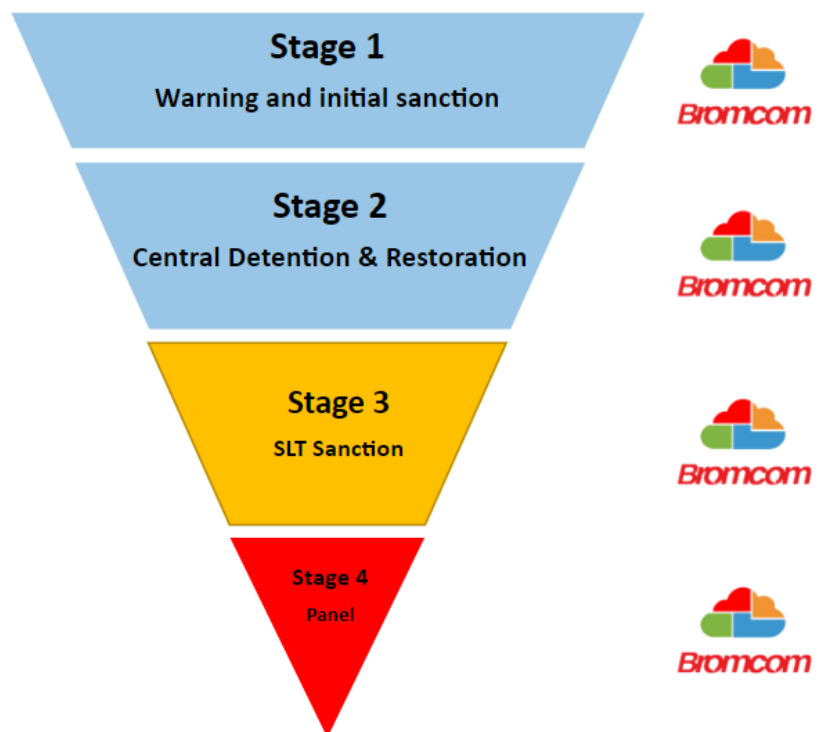 Stage 1
Warning and initial sanction
Bromcom
Stage 2
Central Detention & Restoration
Bromcom
Stage 3
SLT Sanction
Bromcom
Stage 4
Panel
Bromcom